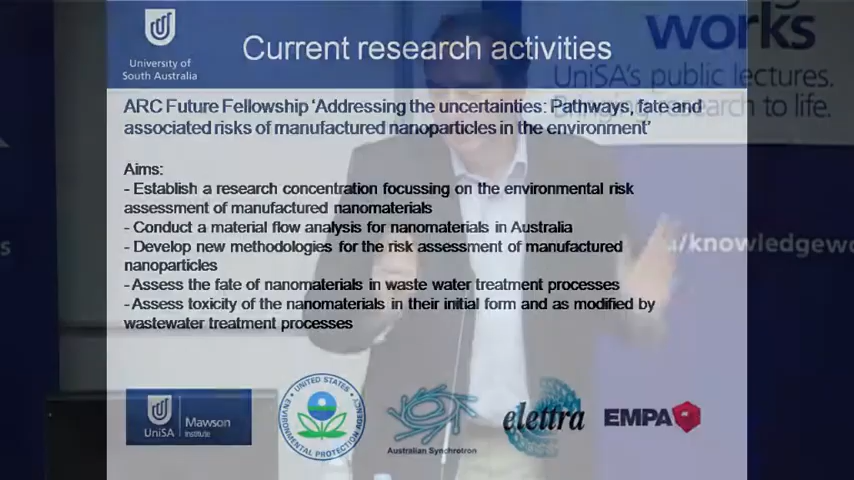 works
UniSA's public lectures.
Bringing research to life.
University of
South Australia
Current research activities
ARC Future Fellowship 'Addressing the uncertainties: Pathways, fate and
associated risks of manufactured nanoparticles in the environment'
Aims:
- Establish a research concentration focussing on the environmental risk
assessment of manufactured nanomaterials
- Conduct a material flow analysis for nanomaterials in Australia
- Develop new methodologies for the risk assessment of manufactured
nanoparticles
- Assess the fate of nanomaterials in waste water treatment processes
- Assess toxicity of the nanomaterials in their initial form and as modified by
wastewater treatment processes
s
/knowledgewo
UniSA
Mawson
Institute
UNITED STATES
ENVIRONMENTAL PROTECTION AGENCY
Australian Synchrotron
elettra
EMPA